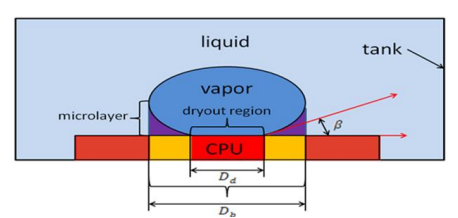 liquid
tank
vapor
dryout region
microlayer
β
CPU
D_d
D_b